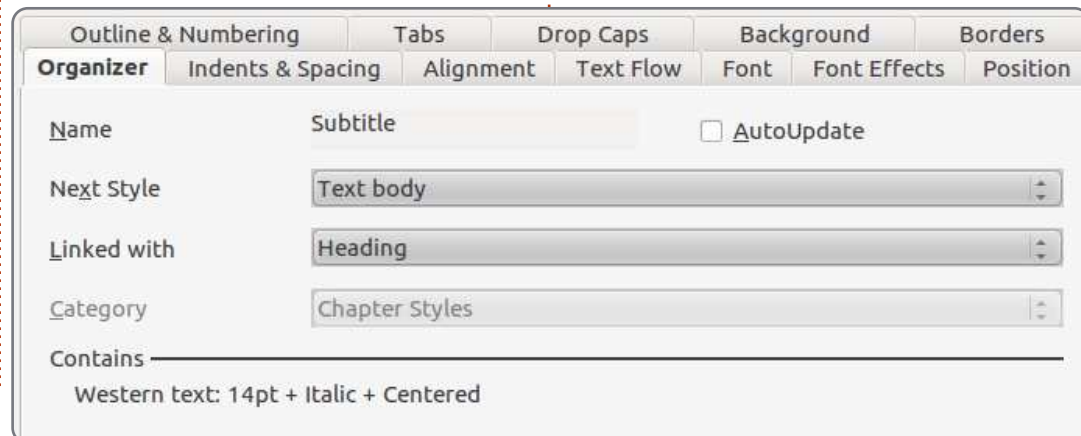 Outline & Numbering Tabs Drop Caps Background Borders
Organizer Indents & Spacing Alignment Text Flow Font Font Effects Position
Name Subtitle AutoUpdate
Next Style Text body
Linked with Heading
Category Chapter Styles
Contains
Western text: 14pt + Italic + Centered